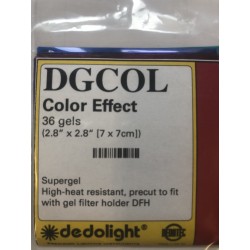 DGCOL
Color Effect
36 gels
(2.8” x 2.8” [7 x 7cm])
Supergel
High-heat resistant, precut to fit
with gel filter holder DFH
dedolight®